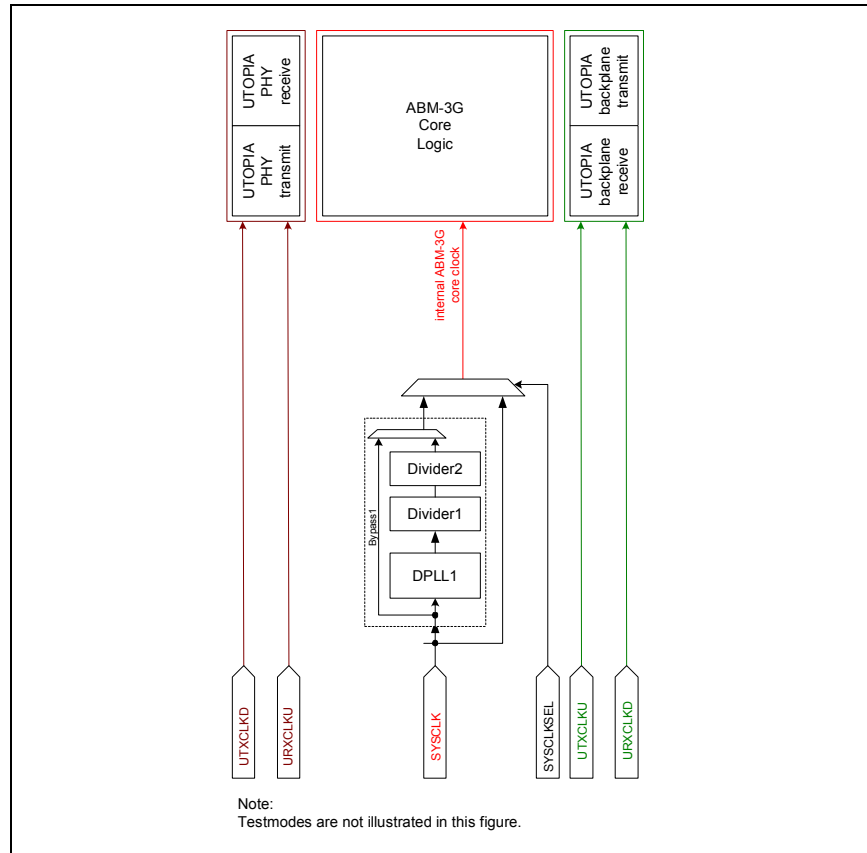 UTOPIA
PHY
receive
UTOPIA
PHY
transmit
ABM-3G
Core
Logic
UTOPIA
backplane
transmit
UTOPIA
backplane
receive
internal ABM-3G
core clock
Divider2
Divider1
Bypass1
DPLL1
UTXCLKD
URXCLKU
SYSCLK
SYSCLKSEL
UTXCLKU
URXCLKD
Note:
Testmodes are not illustrated in this figure.